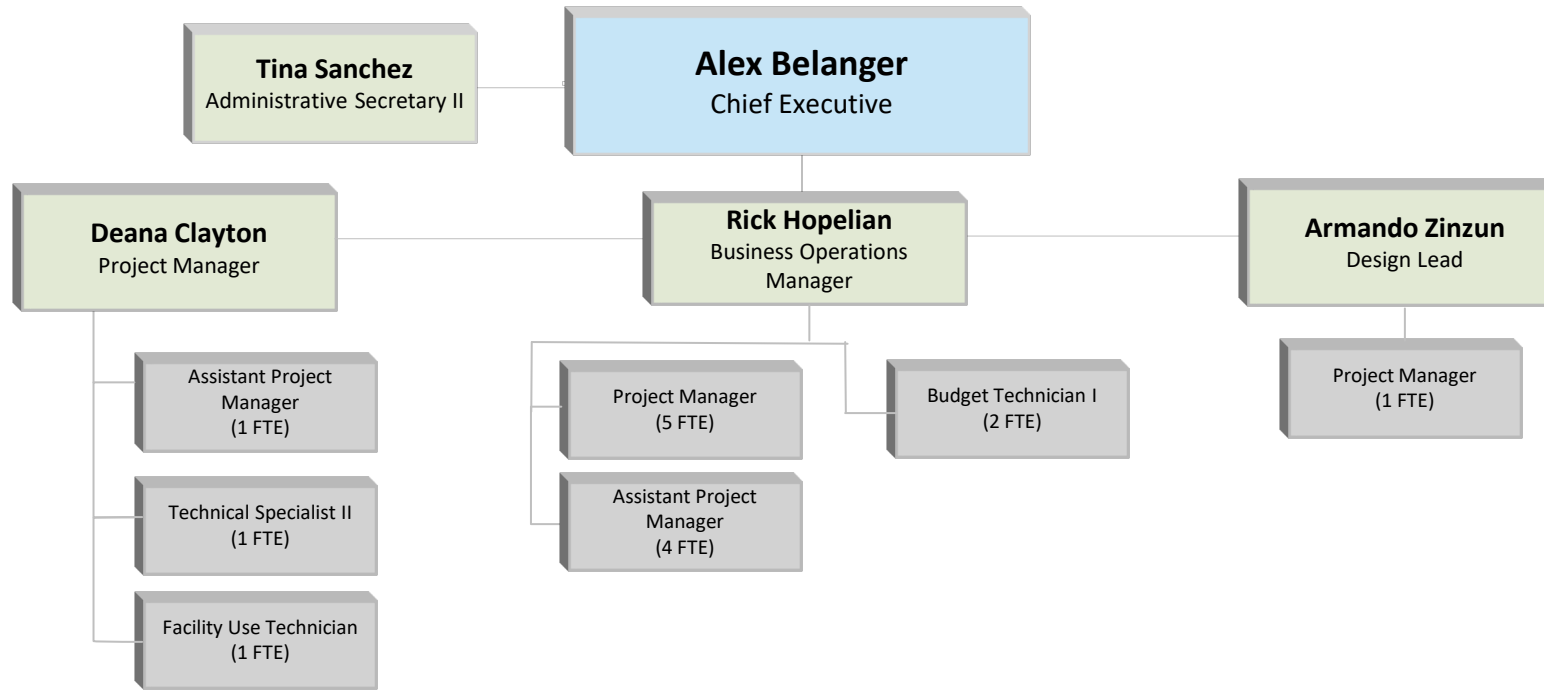 Tina Sanchez
Administrative Secretary II
Alex Belanger
Chief Executive
Deana Clayton
Project Manager
Rick Hopelian
Business Operations
Manager
Armando Zinzun
Design Lead
Assistant Project
Manager
(1 FTE)
Technical Specialist II
(1 FTE)
Facility Use Technician
(1 FTE)
Project Manager
(5 FTE)
Assistant Project
Manager
(4 FTE)
Budget Technician I
(2 FTE)
Project Manager
(1 FTE)